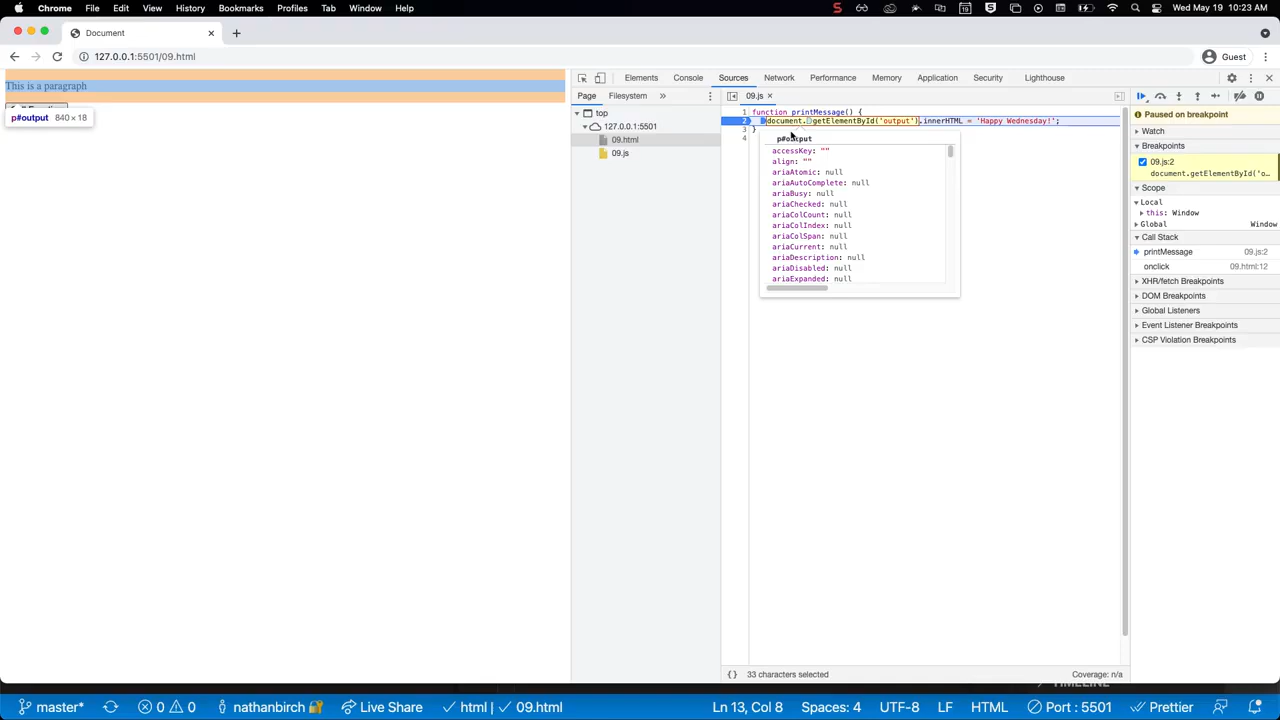 Chrome File Edit View History Bookmarks Profiles Tab Window Help
Wed May 19 10:23 AM
Document
127.0.0.1:5501/09.html
Guest
This is a paragraph
p#output 840 × 18
Elements Console Sources Network Performance Memory Application Security Lighthouse
Page Filesystem »
top
127.0.0.1:5501
09.html
09.js
09.js ×
1 function printMessage() {
2 document.getElementById('output').innerHTML = 'Happy Wednesday!';
3 }
4
p#output
accessKey: ""
align: ""
ariaAtomic: null
ariaAutoComplete: null
ariaBusy: null
ariaChecked: null
ariaColCount: null
ariaColIndex: null
ariaColSpan: null
ariaCurrent: null
ariaDescription: null
ariaDisabled: null
ariaExpanded: null
Paused on breakpoint
Watch
Breakpoints
09.js:2
document.getElementById('o…
Scope
Local
this: Window
Global Window
Call Stack
printMessage 09.js:2
onclick 09.html:12
XHR/fetch Breakpoints
DOM Breakpoints
Global Listeners
Event Listener Breakpoints
CSP Violation Breakpoints
{} 33 characters selected Coverage: n/a
TIMELINE
master* 0 0 nathanbirch Live Share html | 09.html Ln 13, Col 8 Spaces: 4 UTF-8 LF HTML Port : 5501 Prettier